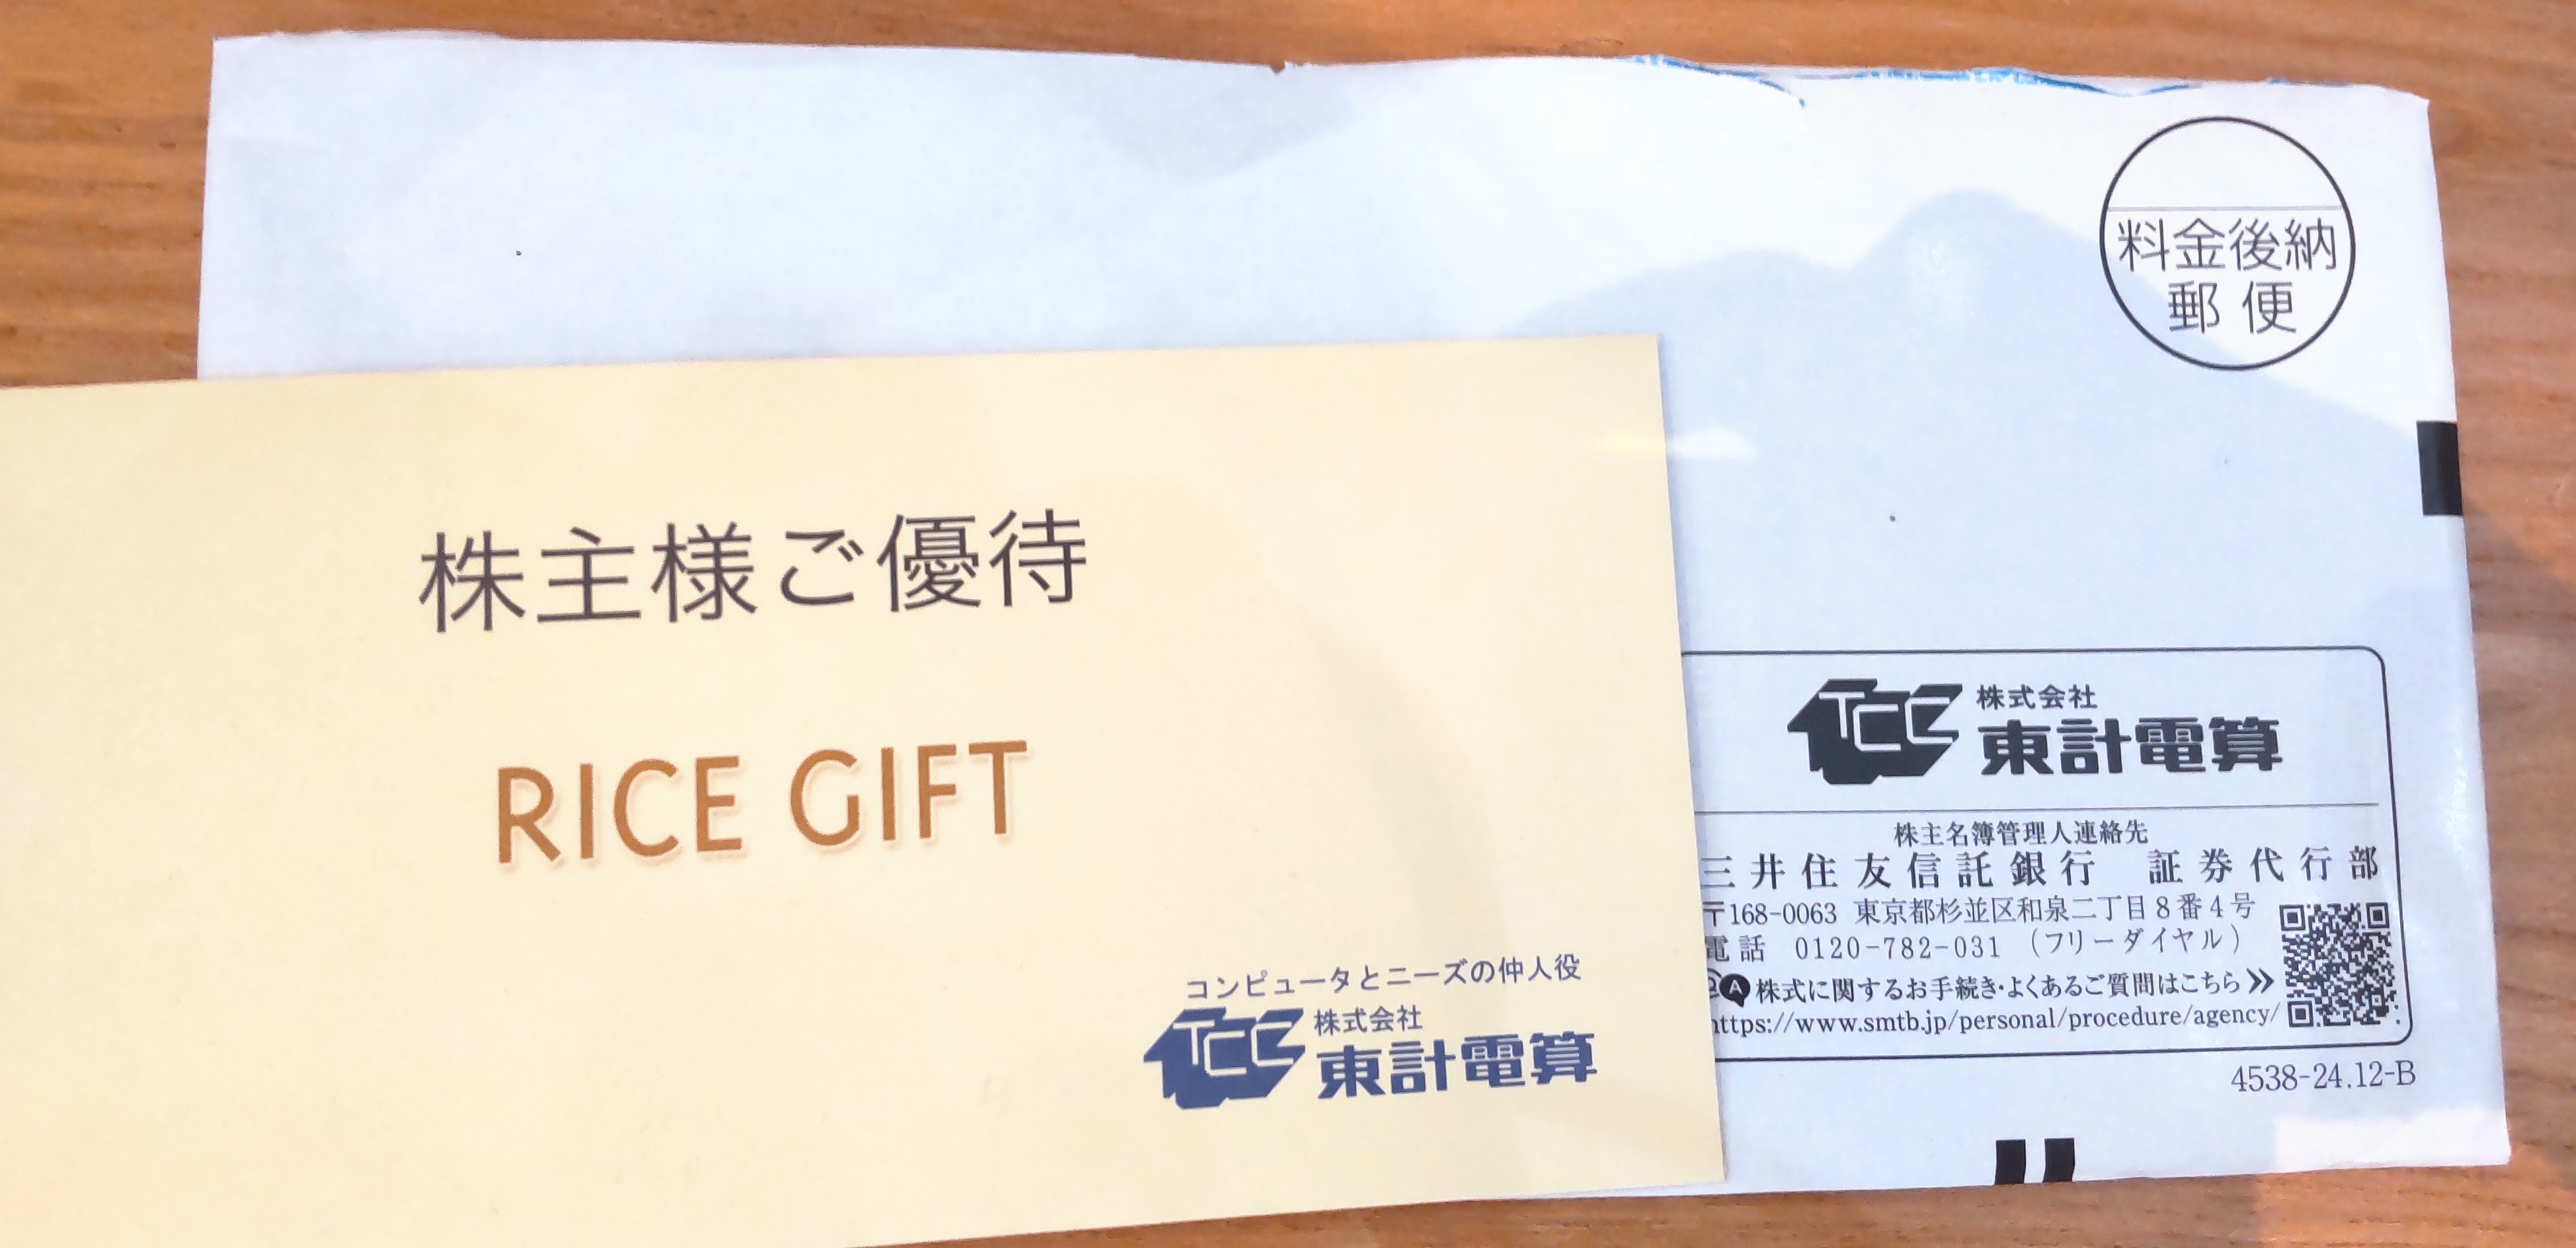 料金後納
郵便
株主様ご優待
RICE GIFT
コンピュータとニーズの仲人役
TCC 株式会社
東計電算
TCC 株式会社
東計電算
株主名簿管理人連絡先
三井住友信託銀行 証券代行部
〒168-0063 東京都杉並区和泉二丁目8番4号
電話 0120-782-031 (フリーダイヤル)
A 株式に関するお手続き・よくあるご質問はこちら
https://www.smtb.jp/personal/procedure/agency/
4538-24.12-B